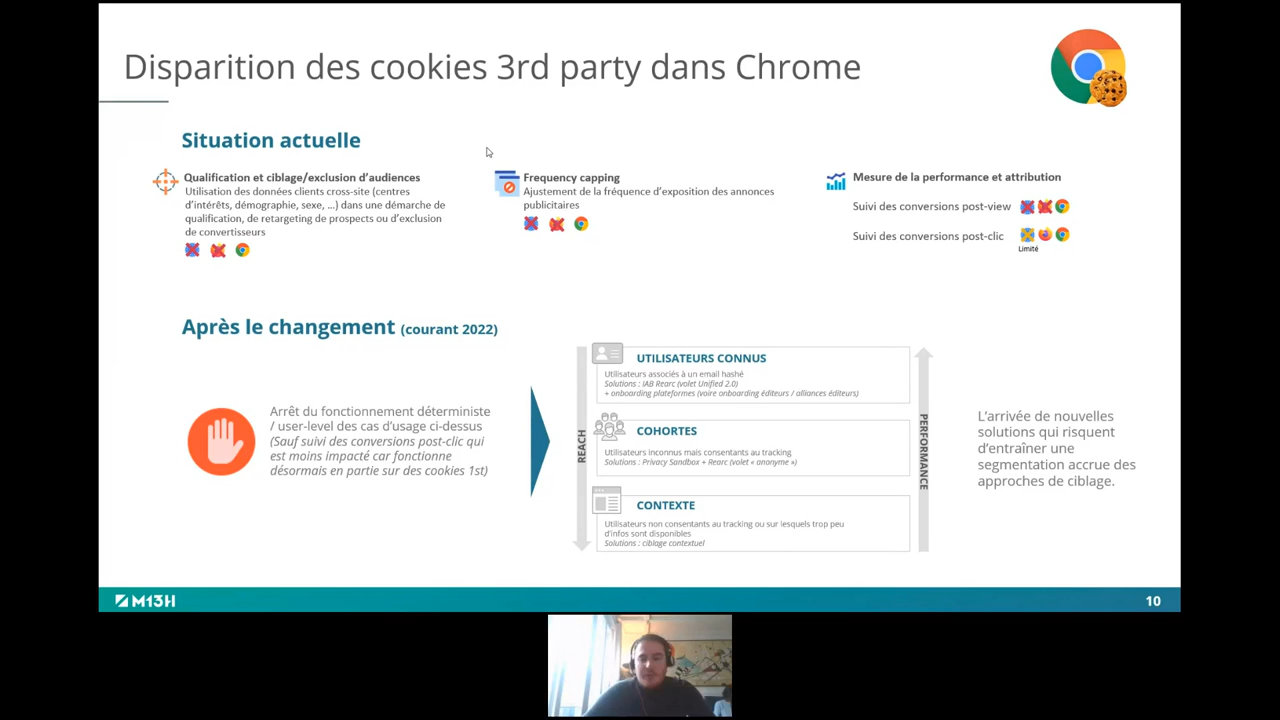 Disparition des cookies 3rd party dans Chrome
Situation actuelle
Qualification et ciblage/exclusion d'audiences
Utilisation des données clients cross-site (centres
d'intérêts, démographie, sexe, ...) dans une démarche de
qualification, de retargeting de prospects ou d'exclusion
de convertisseurs
Frequency capping
Ajustement de la fréquence d'exposition des annonces
publicitaires
Mesure de la performance et attribution
Suivi des conversions post-view
Suivi des conversions post-clic
Limité
Après le changement (courant 2022)
Arrêt du fonctionnement déterministe
/ user-level des cas d'usage ci-dessus
(Sauf suivi des conversions post-clic qui
est moins impacté car fonctionne
désormais en partie sur des cookies 1st)
REACH
UTILISATEURS CONNUS
Utilisateurs associés à un email hashé
Solutions : IAB Rearc (volet Unified 2.0)
+ onboarding plateformes (voire onboarding éditeurs / alliances éditeurs)
COHORTES
Utilisateurs inconnus mais consentants au tracking
Solutions : Privacy Sandbox + Rearc (volet « anonyme »)
CONTEXTE
Utilisateurs non consentants au tracking ou sur lesquels trop peu
d'infos sont disponibles
Solutions : ciblage contextuel
PERFORMANCE
L'arrivée de nouvelles
solutions qui risquent
d'entraîner une
segmentation accrue des
approches de ciblage.
M13H
10